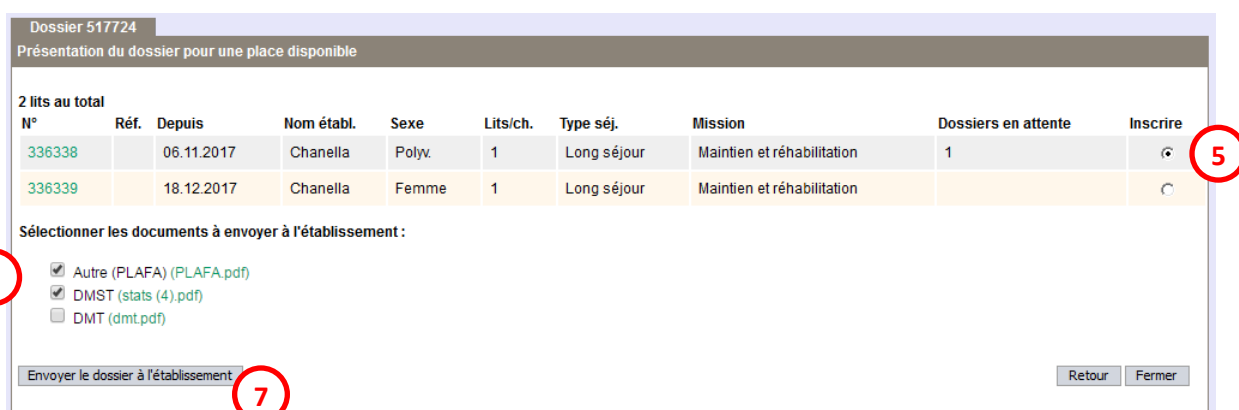 Dossier 517724
Présentation du dossier pour une place disponible
2 lits au total
N° Réf. Depuis Nom établ. Sexe Lits/ch. Type séj. Mission Dossiers en attente Inscrire
336338 06.11.2017 Chanella Polyv. 1 Long séjour Maintien et réhabilitation 1
5
336339 18.12.2017 Chanella Femme 1 Long séjour Maintien et réhabilitation
Sélectionner les documents à envoyer à l'établissement :
Autre (PLAFA) (PLAFA.pdf)
DMST (stats (4).pdf)
DMT (dmt.pdf)
Envoyer le dossier à l'établissement Retour Fermer
7